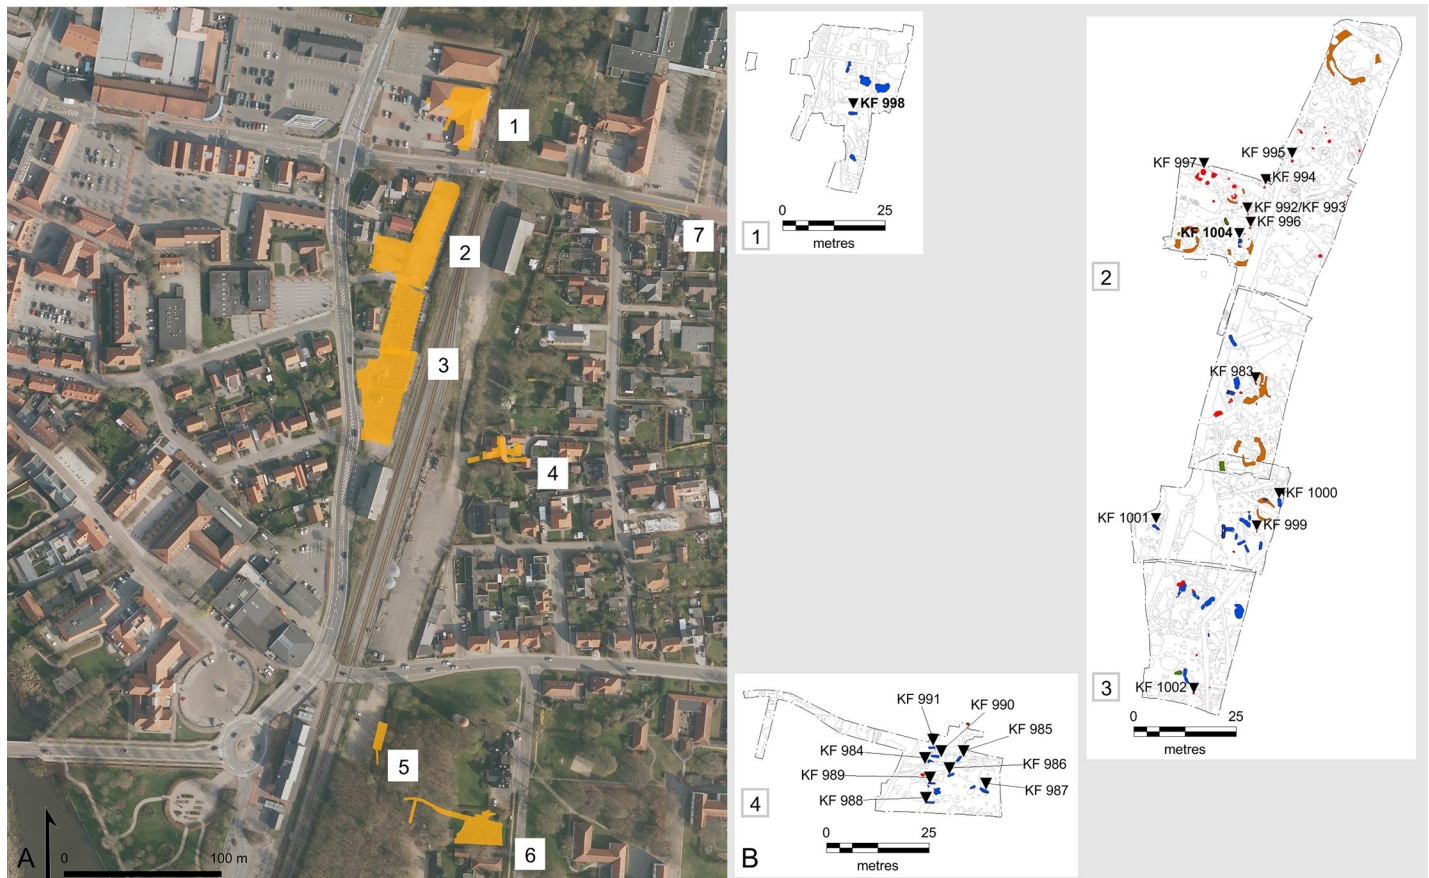 1
2
3
4
5
6
7
A
0
100 m
KF 998
1
0
25
metres
KF 997
KF 995
KF 994
KF 992/KF 993
KF 996
KF 1004
2
KF 983
KF 1000
KF 1001
KF 999
KF 1002
3
0
25
metres
KF 991
KF 990
KF 985
KF 984
KF 986
KF 989
KF 987
KF 988
4
0
25
metres
B